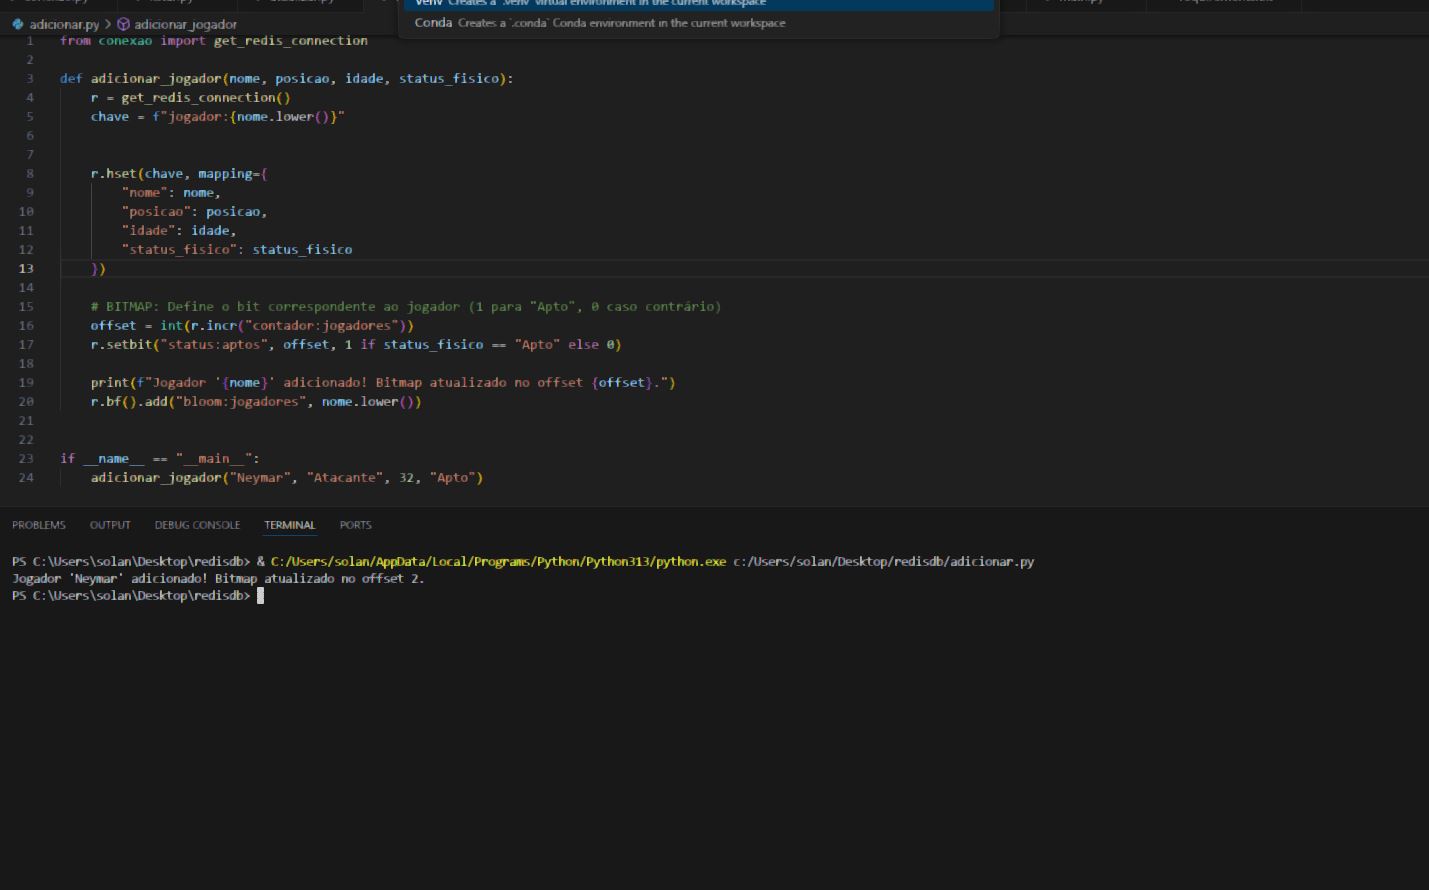 Venv Creates a `.venv` virtual environment in the current workspace
Conda Creates a `.conda` Conda environment in the current workspace
adicionar.py > adicionar_jogador
1 from conexao import get_redis_connection
2
3 def adicionar_jogador(nome, posicao, idade, status_fisico):
4 r = get_redis_connection()
5 chave = f"jogador:{nome.lower()}"
6
7
8 r.hset(chave, mapping={
9 "nome": nome,
10 "posicao": posicao,
11 "idade": idade,
12 "status_fisico": status_fisico
13 })
14
15 # BITMAP: Define o bit correspondente ao jogador (1 para "Apto", 0 caso contrário)
16 offset = int(r.incr("contador:jogadores"))
17 r.setbit("status:aptos", offset, 1 if status_fisico == "Apto" else 0)
18
19 print(f"Jogador '{nome}' adicionado! Bitmap atualizado no offset {offset}.")
20 r.bf().add("bloom:jogadores", nome.lower())
21
22
23 if __name__ == "__main__":
24 adicionar_jogador("Neymar", "Atacante", 32, "Apto")
PROBLEMS OUTPUT DEBUG CONSOLE TERMINAL PORTS
PS C:\Users\solan\Desktop\redisdb> & C:/Users/solan/AppData/Local/Programs/Python/Python313/python.exe c:/Users/solan/Desktop/redisdb/adicionar.py
Jogador 'Neymar' adicionado! Bitmap atualizado no offset 2.
PS C:\Users\solan\Desktop\redisdb>